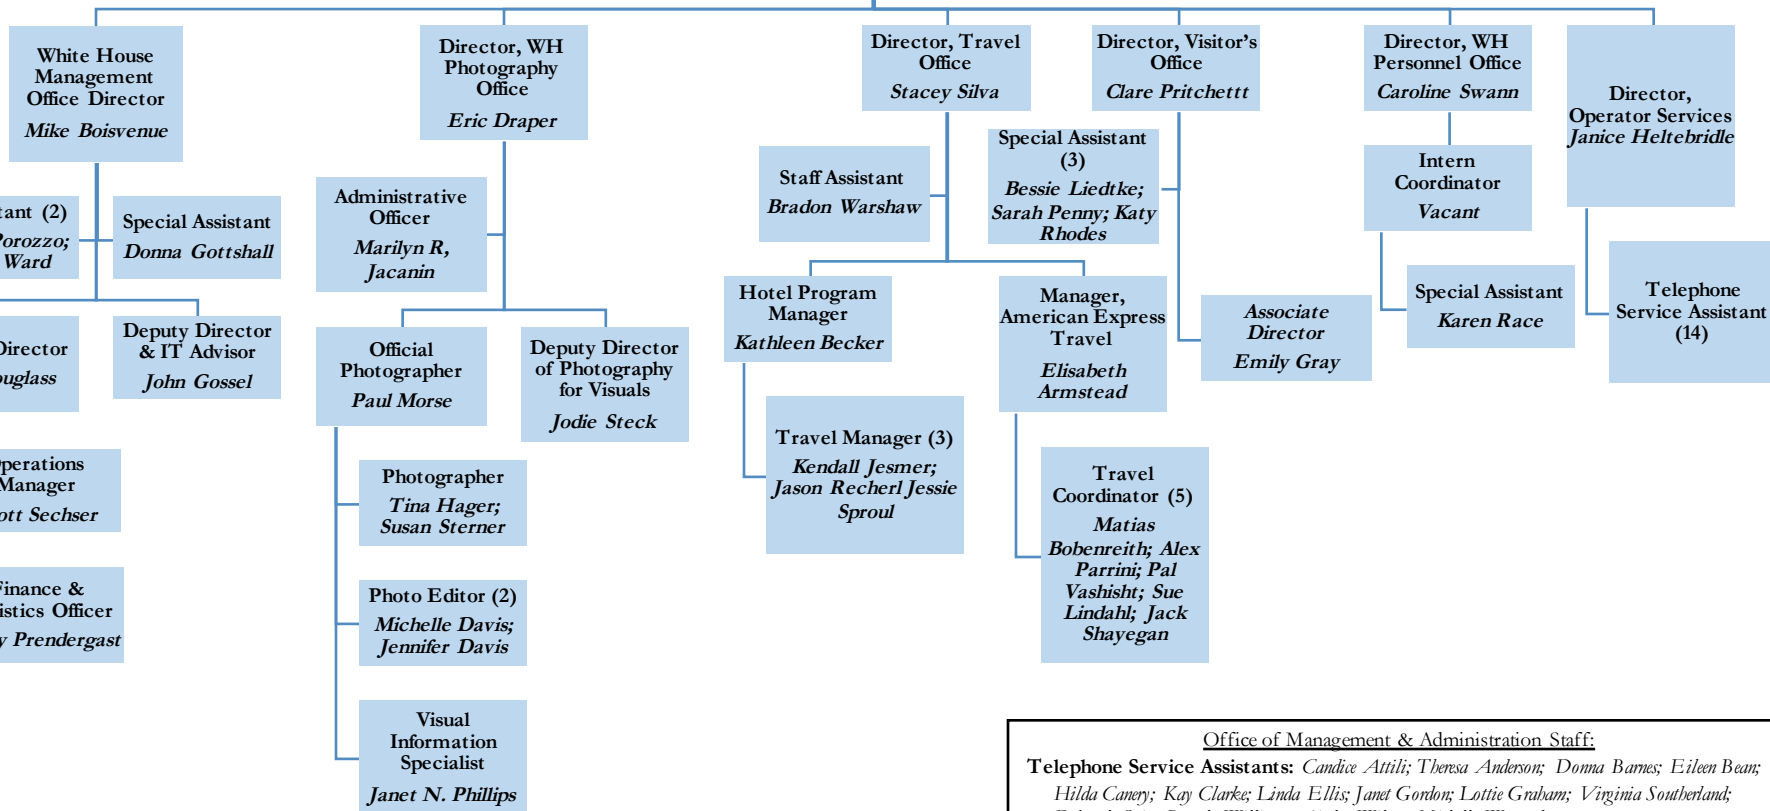 White House
Management
Office Director
Mike Boisvenue
Director, WH
Photography
Office
Eric Draper
Director, Travel
Office
Stacey Silva
Director, Visitor's
Office
Clare Pritchettt
Director, WH
Personnel Office
Caroline Swann
Director,
Operator Services
Janice Heltebridle
(2)
Ward
Special Assistant
Donna Gottshall
Administrative
Officer
Marilyn R,
Jacanin
Staff Assistant
Bradon Warshaw
Special Assistant
(3)
Bessie Liedtke;
Sarah Penny; Katy
Rhodes
Intern
Coordinator
Vacant
Telephone
Service Assistant
(14)
Director
Deputy Director
& IT Advisor
John Gossel
Official
Photographer
Paul Morse
Deputy Director
of Photography
for Visuals
Jodie Steck
Hotel Program
Manager
Kathleen Becker
Manager,
American Express
Travel
Elisabeth
Armstead
Associate
Director
Emily Gray
Special Assistant
Karen Race
Manager
Sechser
Photographer
Tina Hager;
Susan Sterner
Travel Manager (3)
Kendall Jesmer;
Jason Recherl Jessie
Sproul
Travel
Coordinator (5)
Matias
Bobenreith; Alex
Parrini; Pal
Vashisht; Sue
Lindahl; Jack
Shayegan
Finance &
Officer
Prendergast
Photo Editor (2)
Michelle Davis;
Jennifer Davis
Visual
Information
Specialist
Janet N. Phillips
Office of Management & Administration Staff:
Telephone Service Assistants: Candice Attili; Theresa Anderson; Donna Barnes; Eileen Bean;
Hilda Canery; Kay Clarke; Linda Ellis; Janet Gordon; Lottie Graham; Virginia Southerland;